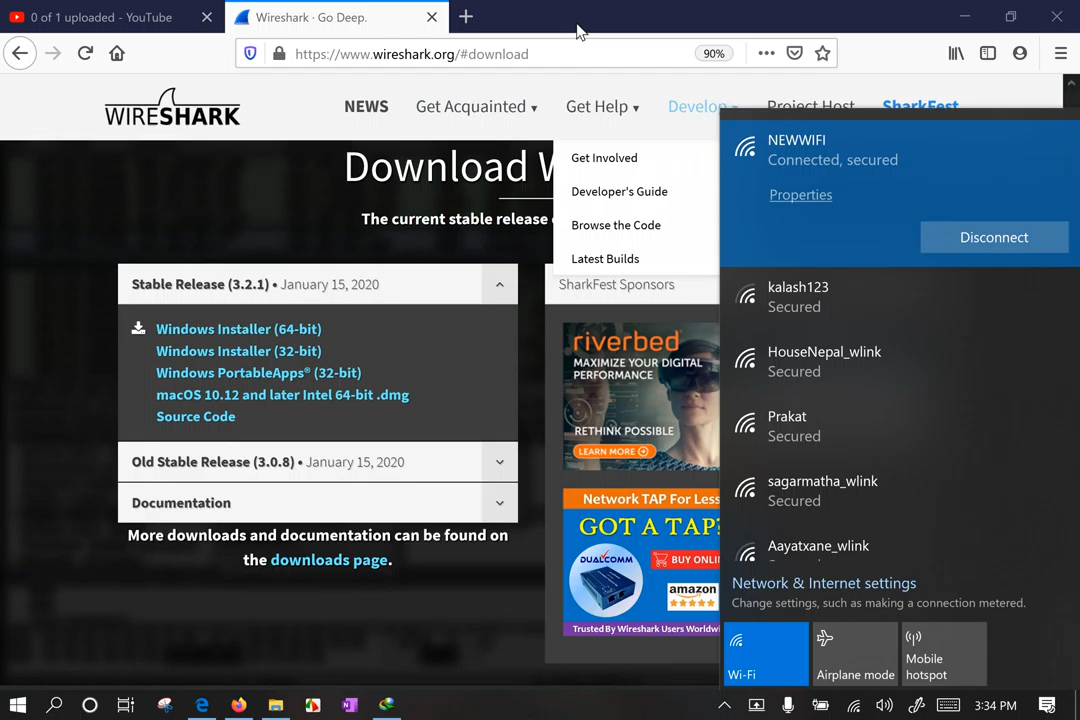 0 of 1 uploaded - YouTube
Wireshark · Go Deep.
https://www.wireshark.org/#download
90%
WIRESHARK
NEWS
Get Acquainted
Get Help
Develop
Project Host
SharkFest
Get Involved
Developer's Guide
Browse the Code
Latest Builds
Download W
The current stable release
Stable Release (3.2.1) • January 15, 2020
Windows Installer (64-bit)
Windows Installer (32-bit)
Windows PortableApps® (32-bit)
macOS 10.12 and later Intel 64-bit .dmg
Source Code
Old Stable Release (3.0.8) • January 15, 2020
Documentation
More downloads and documentation can be found on
the downloads page.
SharkFest Sponsors
riverbed
MAXIMIZE YOUR DIGITAL
PERFORMANCE
RETHINK POSSIBLE
LEARN MORE
Network TAP For Less
GOT A TAP?
DUALCOMM
BUY ONLI
amazon
Trusted By Wireshark Users Worldwi
NEWWIFI
Connected, secured
Properties
Disconnect
kalash123
Secured
HouseNepal_wlink
Secured
Prakat
Secured
sagarmatha_wlink
Secured
Aayatxane_wlink
Network & Internet settings
Change settings, such as making a connection metered.
Wi-Fi
Airplane mode
Mobile
hotspot
3:34 PM